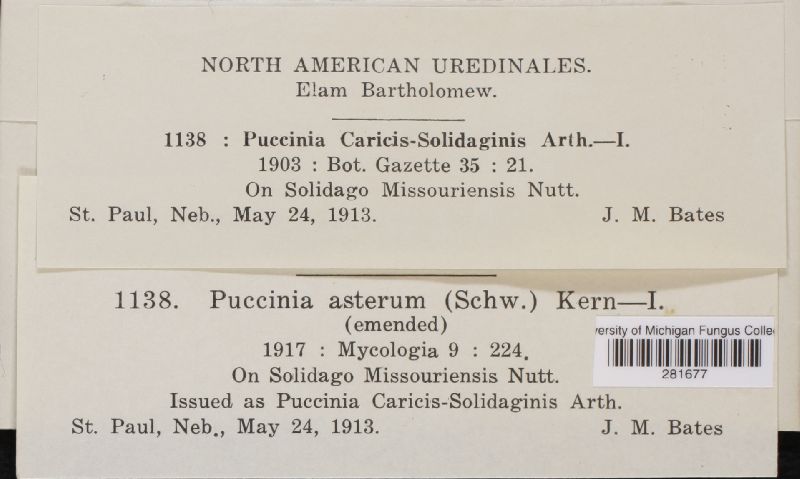 NORTH AMERICAN UREDINALES.
Elam Bartholomew.
1138 : Puccinia Caricis-Solidaginis Arth.—I.
1903 : Bot. Gazette 35 : 21.
On Solidago Missouriensis Nutt.
St. Paul, Neb., May 24, 1913. J. M. Bates
1138. Puccinia asterum (Schw.) Kern—I.
(emended)
1917 : Mycologia 9 : 224.
On Solidago Missouriensis Nutt.
Issued as Puccinia Caricis-Solidaginis Arth.
St. Paul, Neb., May 24, 1913. J. M. Bates
versity of Michigan Fungus Collec
281677